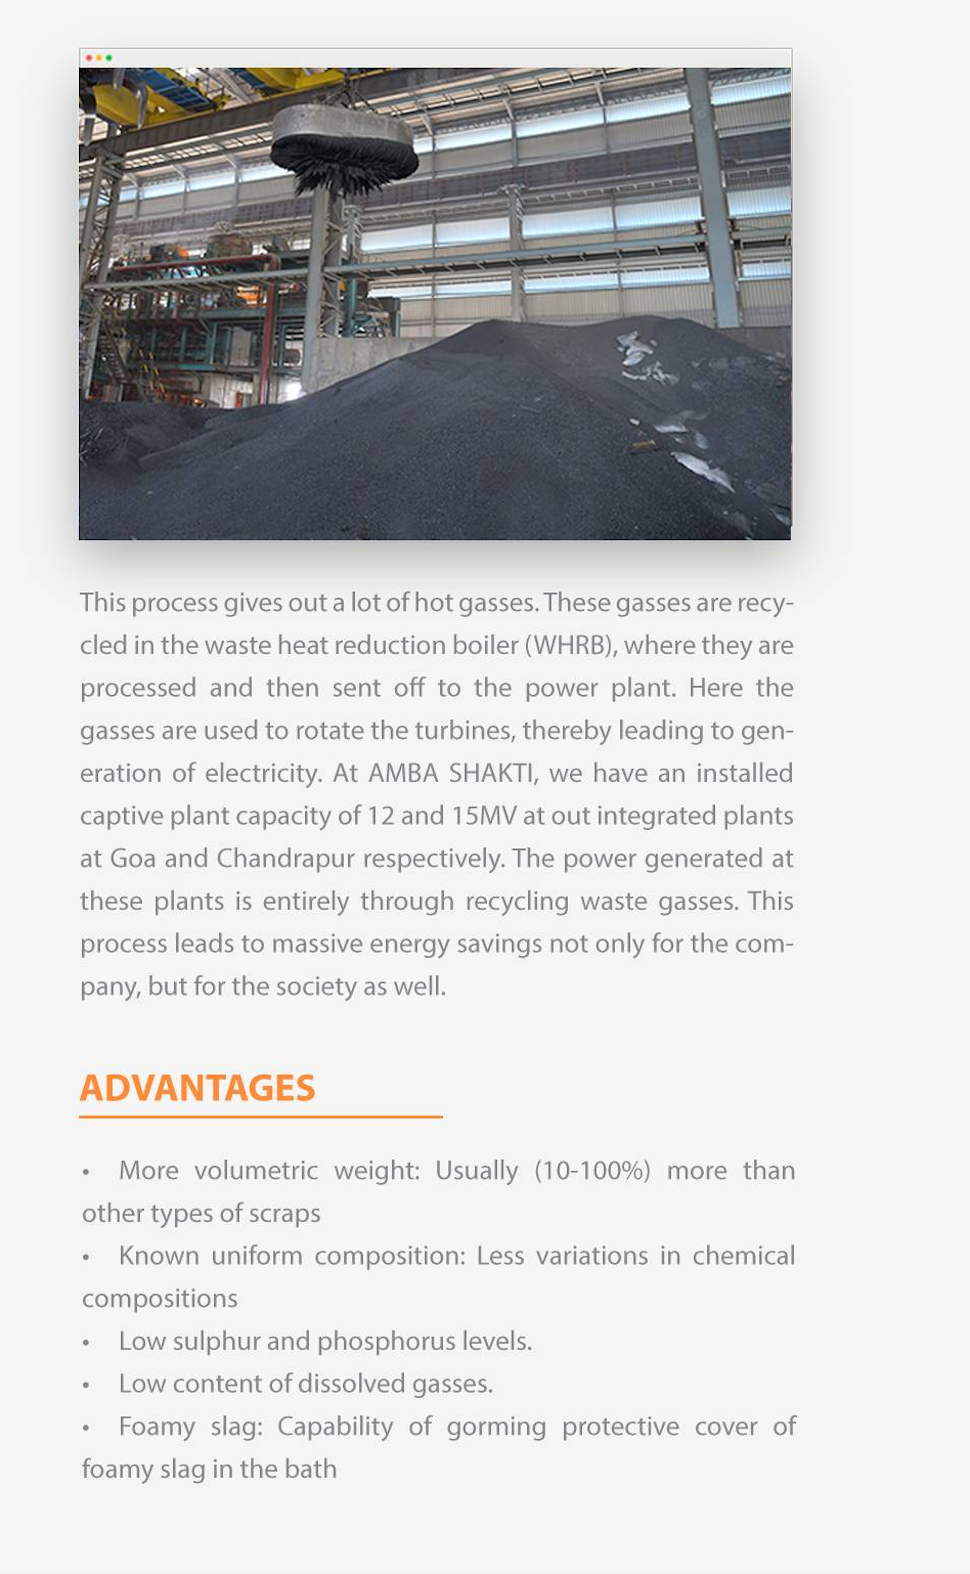 This process gives out a lot of hot gasses. These gasses are recy-
cled in the waste heat reduction boiler (WHRB), where they are
processed and then sent off to the power plant. Here the
gasses are used to rotate the turbines, thereby leading to gen-
eration of electricity. At AMBA SHAKTI, we have an installed
captive plant capacity of 12 and 15MV at out integrated plants
at Goa and Chandrapur respectively. The power generated at
these plants is entirely through recycling waste gasses. This
process leads to massive energy savings not only for the com-
pany, but for the society as well.
ADVANTAGES
• More volumetric weight: Usually (10-100%) more than
other types of scraps
• Known uniform composition: Less variations in chemical
compositions
• Low sulphur and phosphorus levels.
• Low content of dissolved gasses.
• Foamy slag: Capability of gorming protective cover of
foamy slag in the bath